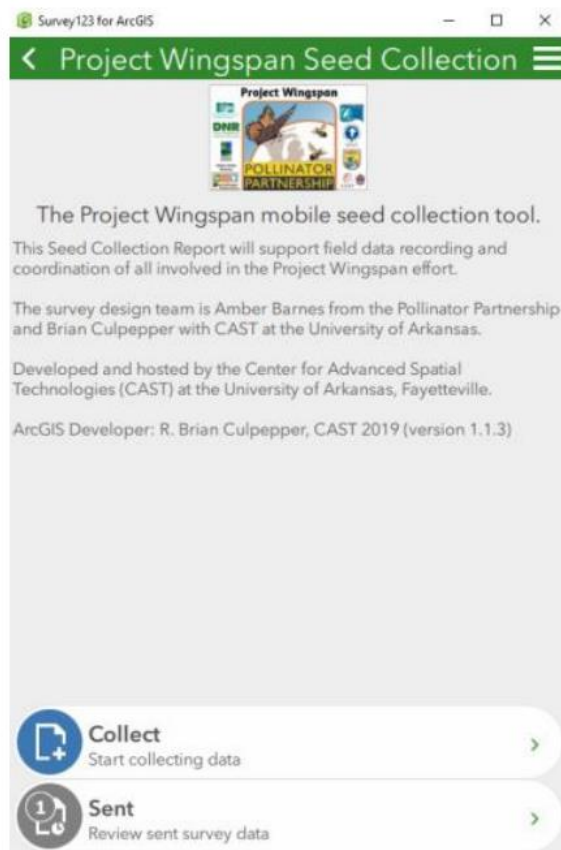 Survey123 for ArcGIS
Project Wingspan Seed Collection
Project Wingspan
DNR
POLLINATOR
PARTNERSHIP
The Project Wingspan mobile seed collection tool.
This Seed Collection Report will support field data recording and
coordination of all involved in the Project Wingspan effort.
The survey design team is Amber Barnes from the Pollinator Partnership
and Brian Culpepper with CAST at the University of Arkansas.
Developed and hosted by the Center for Advanced Spatial
Technologies (CAST) at the University of Arkansas, Fayetteville.
ArcGIS Developer: R. Brian Culpepper, CAST 2019 (version 1.1.3)
Collect
Start collecting data
1
Sent
Review sent survey data